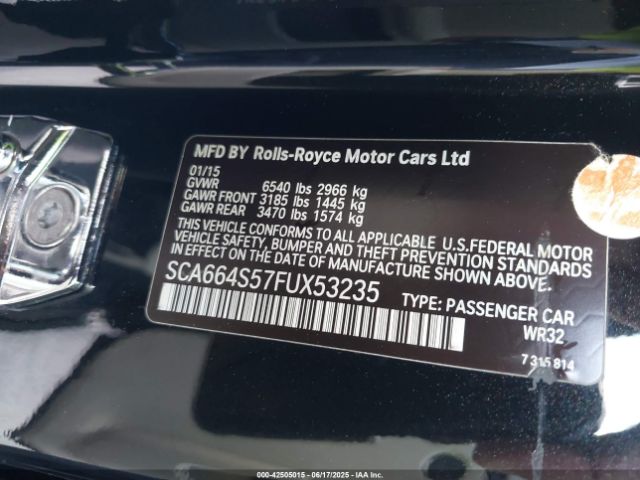 MFD BY Rolls-Royce Motor Cars Ltd
01/15
GVWR 6540 lbs 2966 kg
GAWR FRONT 3185 lbs 1445 kg
GAWR REAR 3470 lbs 1574 kg
THIS VEHICLE CONFORMS TO ALL APPLICABLE U.S.FEDERAL MOTOR
VEHICLE SAFETY, BUMPER AND THEFT PREVENTION STANDARDS
IN EFFECT ON THE DATE OF MANUFACTURE SHOWN ABOVE.
SCA664S57FUX53235 TYPE: PASSENGER CAR
WR32
7 315 814
000-42505015 - 06/17/2025 - IAAI.COM